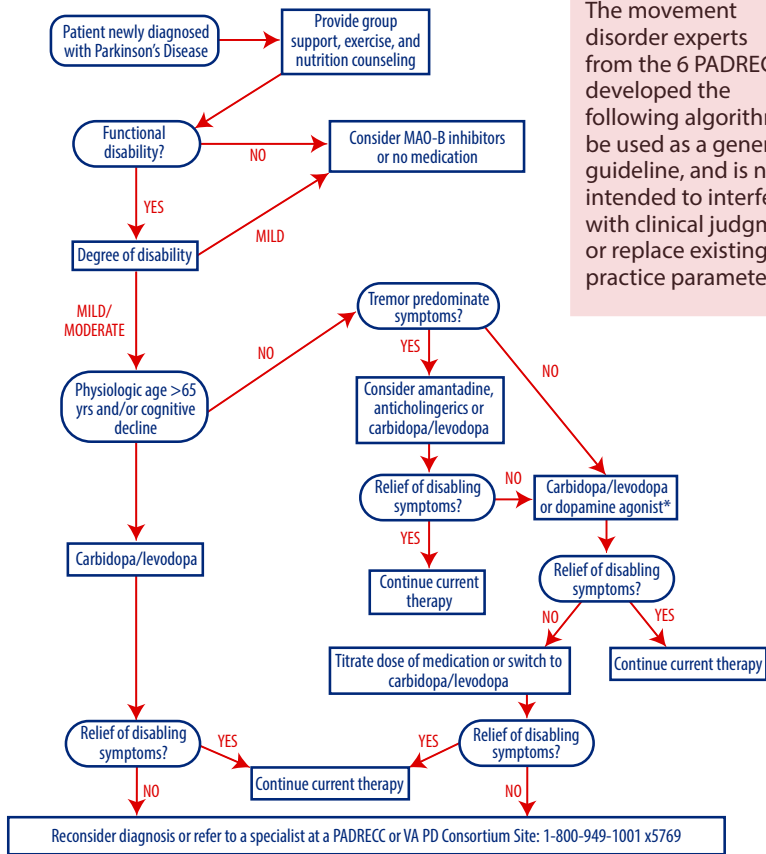 Patient newly diagnosed
with Parkinson's Disease
Provide group
support, exercise, and
nutrition counseling
The movement
disorder experts
from the 6 PADREC
developed the
following algorithm
be used as a gener
guideline, and is n
intended to interfe
with clinical judgm
or replace existing
practice paramete
Functional
disability?
NO
Consider MAO-B inhibitors
or no medication
YES
MILD
Degree of disability
MILD/
MODERATE
NO
Tremor predominate
symptoms?
YES
NO
Physiologic age >65
yrs and/or cognitive
decline
Consider amantadine,
anticholingerics or
carbidopa/levodopa
Relief of disabling
symptoms?
NO
Carbidopa/levodopa
or dopamine agonist*
YES
Carbidopa/levodopa
Continue current
therapy
Relief of disabling
symptoms?
NO
YES
Titrate dose of medication or switch to
carbidopa/levodopa
Continue current therapy
Relief of disabling
symptoms?
YES
Continue current therapy
YES
Relief of disabling
symptoms?
NO
NO
Reconsider diagnosis or refer to a specialist at a PADRECC or VA PD Consortium Site: 1-800-949-1001 x5769